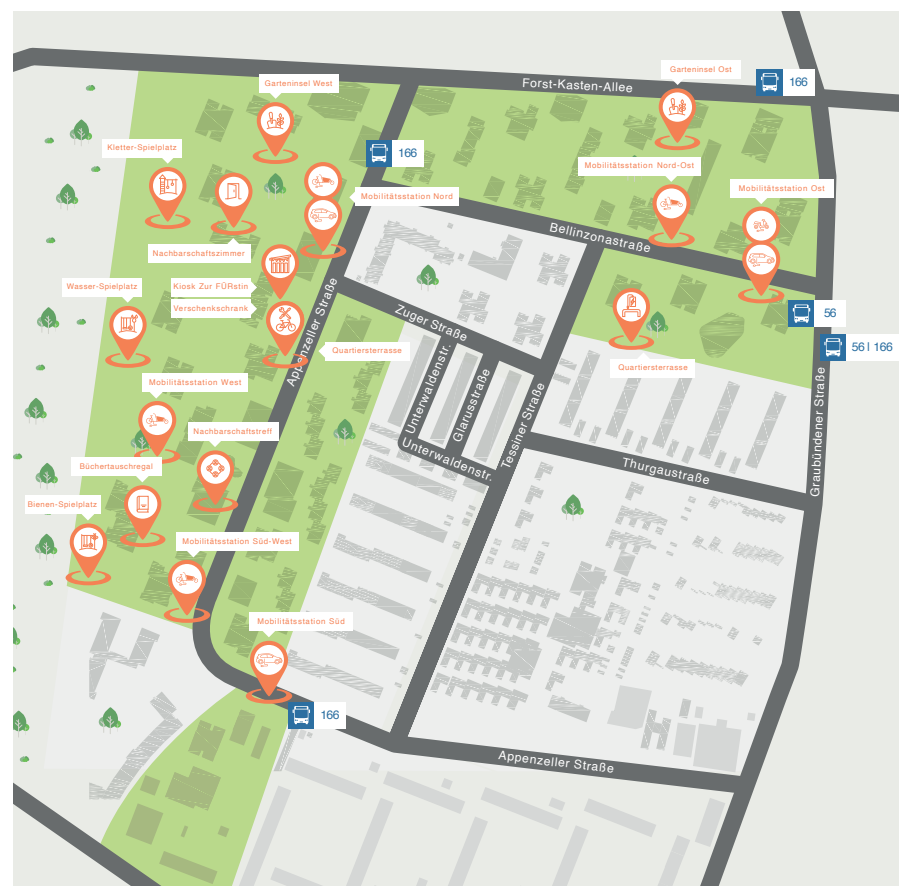 Garteninsel Ost
Garteninsel West
166
Forst-Kasten-Allee
Kletter-Spielplatz
166
Mobilitätsstation Nord-Ost
Mobilitätsstation Ost
Mobilitätsstation Nord
Bellinzonastraße
Nachbarschaftszimmer
Kiosk Zur FÜRstin
Wasser-Spielplatz
Verschenkschrank
56
Zuger Straße
Appenzeller Straße
56 | 166
Quartiersterrasse
Quartiersterrasse
Unterwaldenstr.
Glarusstraße
Tessiner Straße
Graubündener Straße
Mobilitätsstation West
Nachbarschaftstreff
Unterwaldenstr.
Thurgaustraße
Büchertauschregal
Bienen-Spielplatz
Mobilitätsstation Süd-West
Mobilitätsstation Süd
166
Appenzeller Straße